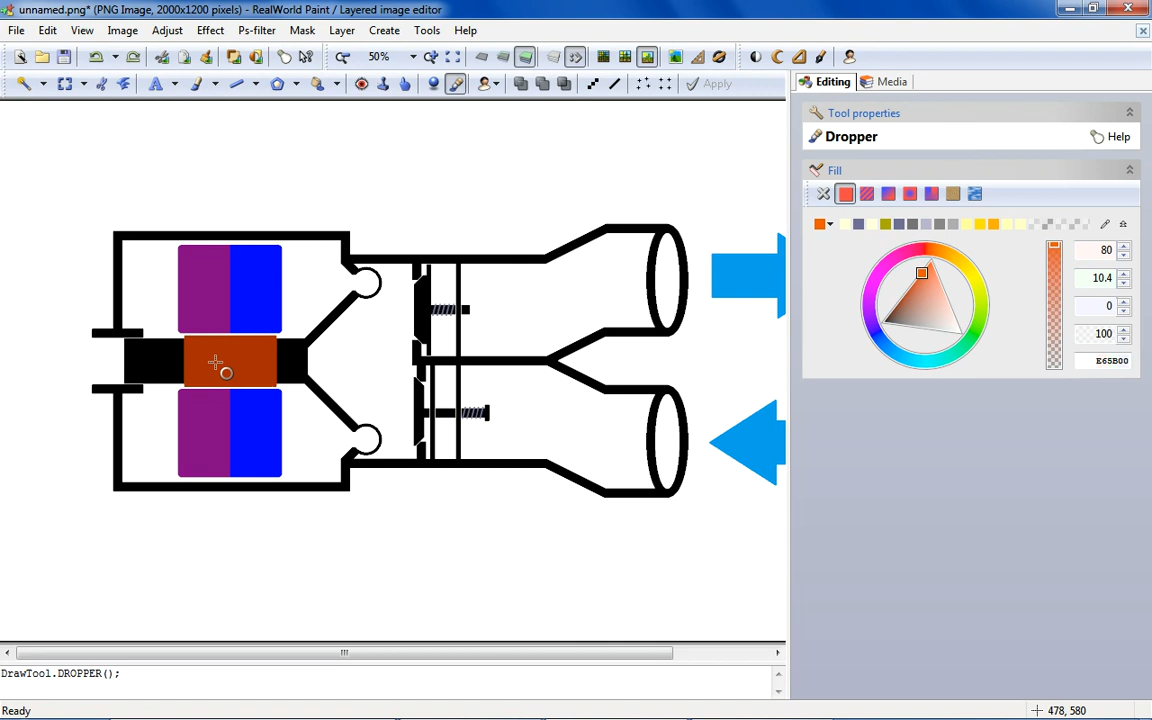 unnamed.png* (PNG Image, 2000x1200 pixels) - RealWorld Paint / Layered image editor
File Edit View Image Adjust Effect Ps-filter Mask Layer Create Tools Help
50%
Apply
Editing Media
Tool properties
Dropper Help
Fill
80
10.4
0
100
E65B00
DrawTool.DROPPER();
Ready 478, 580